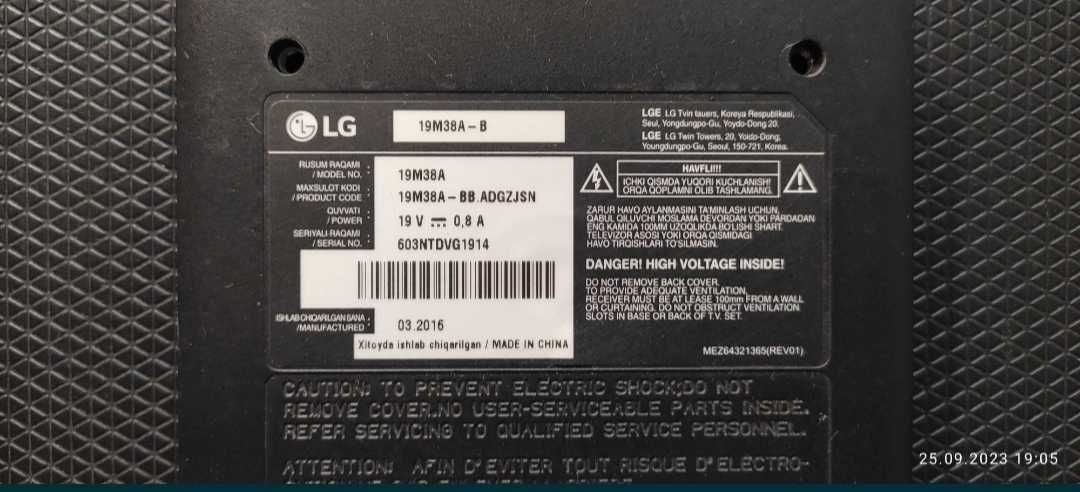 LG
19M38A-B
LGE LG Tvin tauers, Koreya Respublikasi,
Seul, Yongdungpo-Gu, Yoydo-Dong 20.
LGE LG Twin Towers, 20, Yoido-Dong,
Youngdungpo-Gu, Seoul, 150-721, Korea.
RUSUM RAQAMI / MODEL NO. : 19M38A
MAXSULOT KODI / PRODUCT CODE : 19M38A-BB.ADGZJSN
QUVVATI / POWER : 19 V ⎓ 0,8 A
SERIYALI RAQAMI / SERIAL NO. : 603NTDVG1914
ISHLAB CHIQARILGAN SANA / MANUFACTURED : 03.2016
Xitoyda ishlab chiqarilgan / MADE IN CHINA
HAVFLI!!!
ICHKI QISMDA YUQORI KUCHLANISH!
ORQA QOPLAMNI OLIB TASHLAMANG.
ZARUR HAVO AYLANMASINI TA'MINLASH UCHUN,
QABUL QILUVCHI MOSLAMA DEVORDAN YOKI PARDADAN
ENG KAMIDA 100MM UZOQLIKDA BO'LISHI SHART.
TELEVIZOR ASOSI YOKI ORQA QISMIDAGI
HAVO TIRQISHLARI TO'SILMASIN.
DANGER! HIGH VOLTAGE INSIDE!
DO NOT REMOVE BACK COVER.
TO PROVIDE ADEQUATE VENTILATION,
RECEIVER MUST BE AT LEASE 100mm FROM A WALL
OR CURTAINING. DO NOT OBSTRUCT VENTILATION
SLOTS IN BASE OR BACK OF T.V. SET.
MEZ64321365(REV01)
CAUTION: TO PREVENT ELECTRIC SHOCK;DO NOT
REMOVE COVER.NO USER-SERVICEABLE PARTS INSIDE.
REFER SERVICING TO QUALIFIED SERVICE PERSONNEL.
ATTENTION: AFIN D'EVITER TOUT RISQUE D'ELECTRO-
25.09.2023 19:05